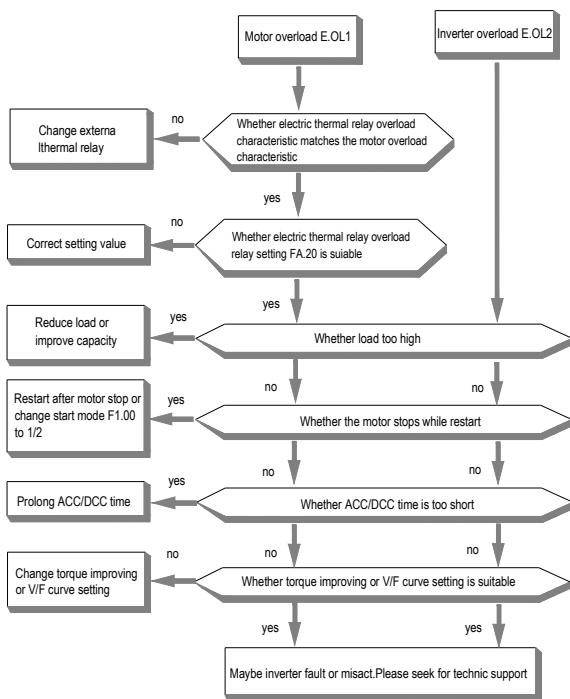 Motor overload E.OL1
Inverter overload E.OL2
no
Change externa
lthermal relay
Whether electric thermal relay overload
characteristic matches the motor overload
characteristic
yes
no
Correct setting value
Whether electric thermal relay overload
relay setting FA.20 is suiable
yes
yes
Reduce load or
improve capacity
Whether load too high
no
no
yes
Restart after motor stop or
change start mode F1.00
to 1/2
Whether the motor stops while restart
no
no
yes
Prolong ACC/DCC time
Whether ACC/DCC time is too short
no
no
no
Change torque improving
or V/F curve setting
Whether torque improving or V/F curve setting is suitable
yes
yes
Maybe inverter fault or misact.Please seek for technic support